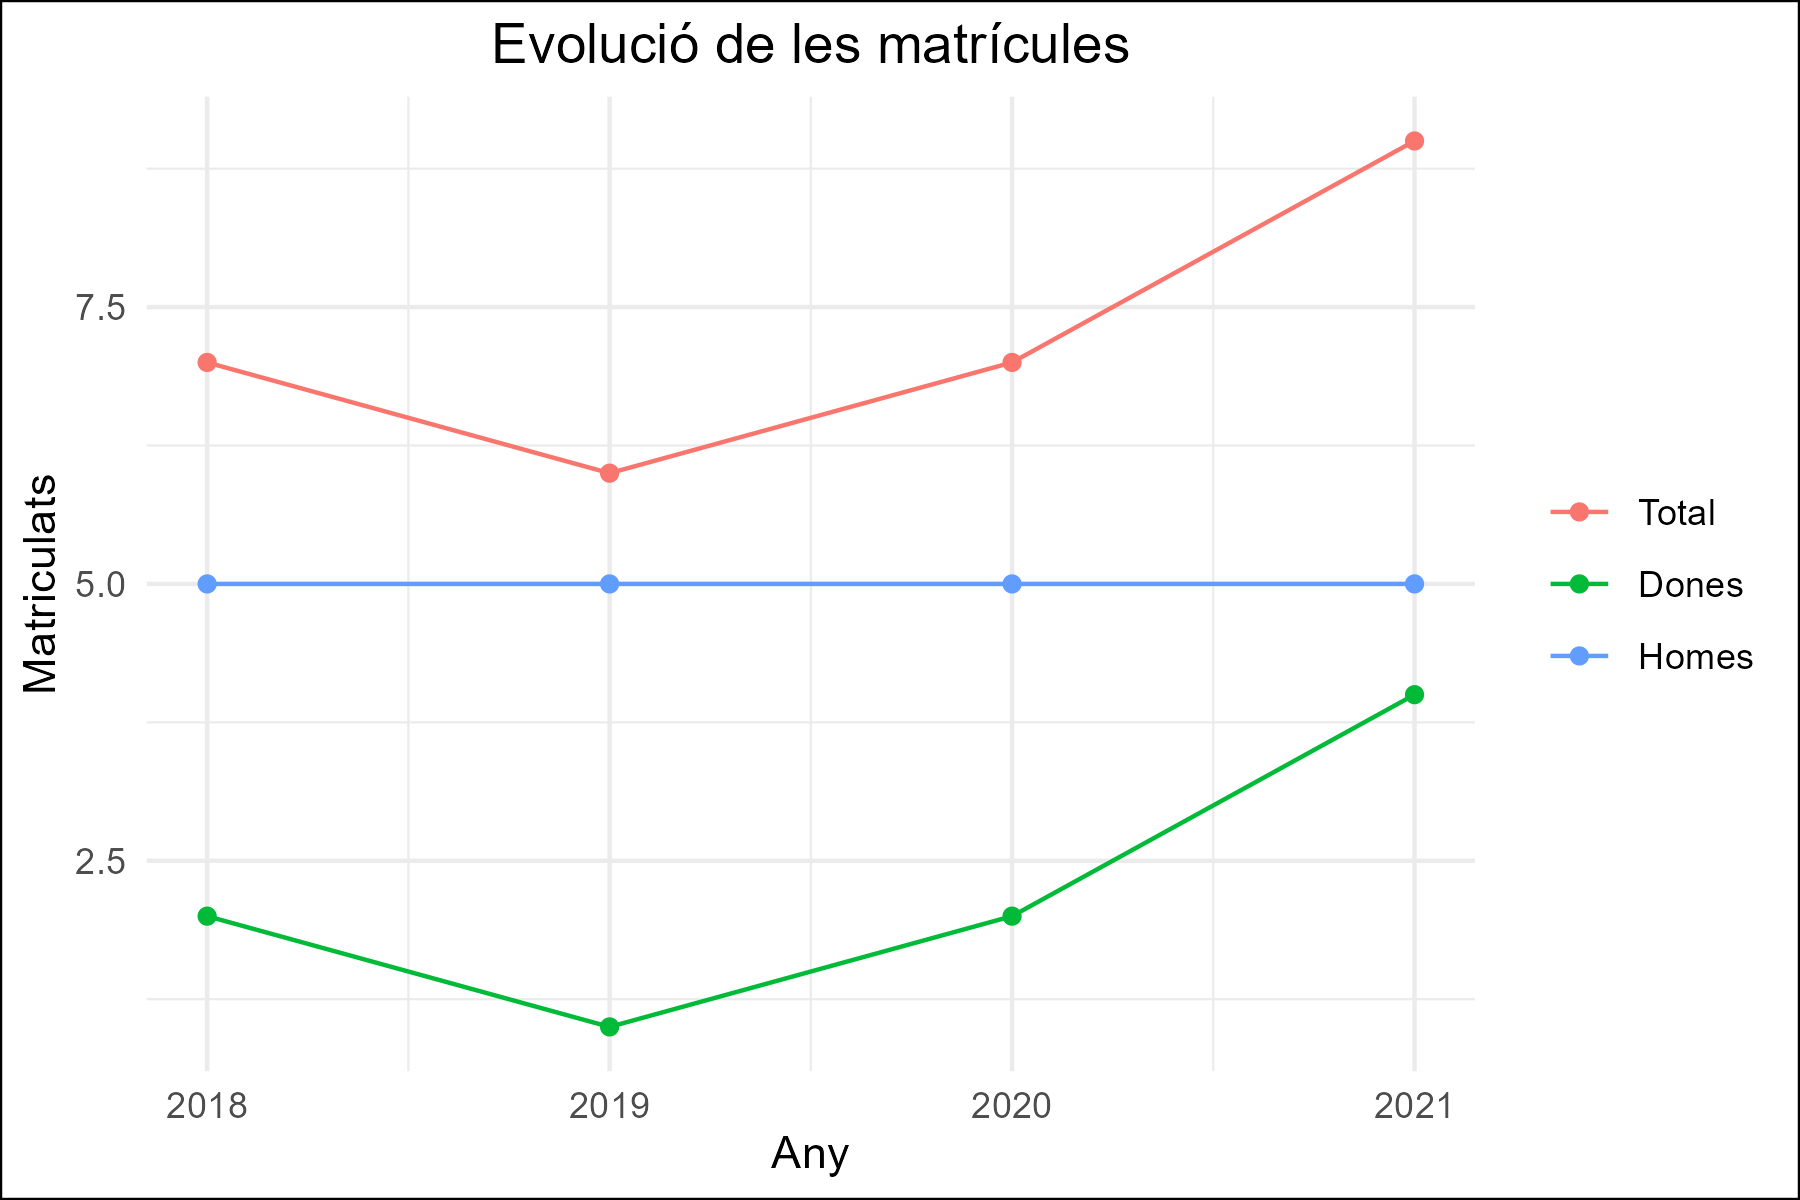 Evolució de les matrícules
Matriculats
7.5
5.0
2.5
2018
2019
2020
2021
Any
Total
Dones
Homes